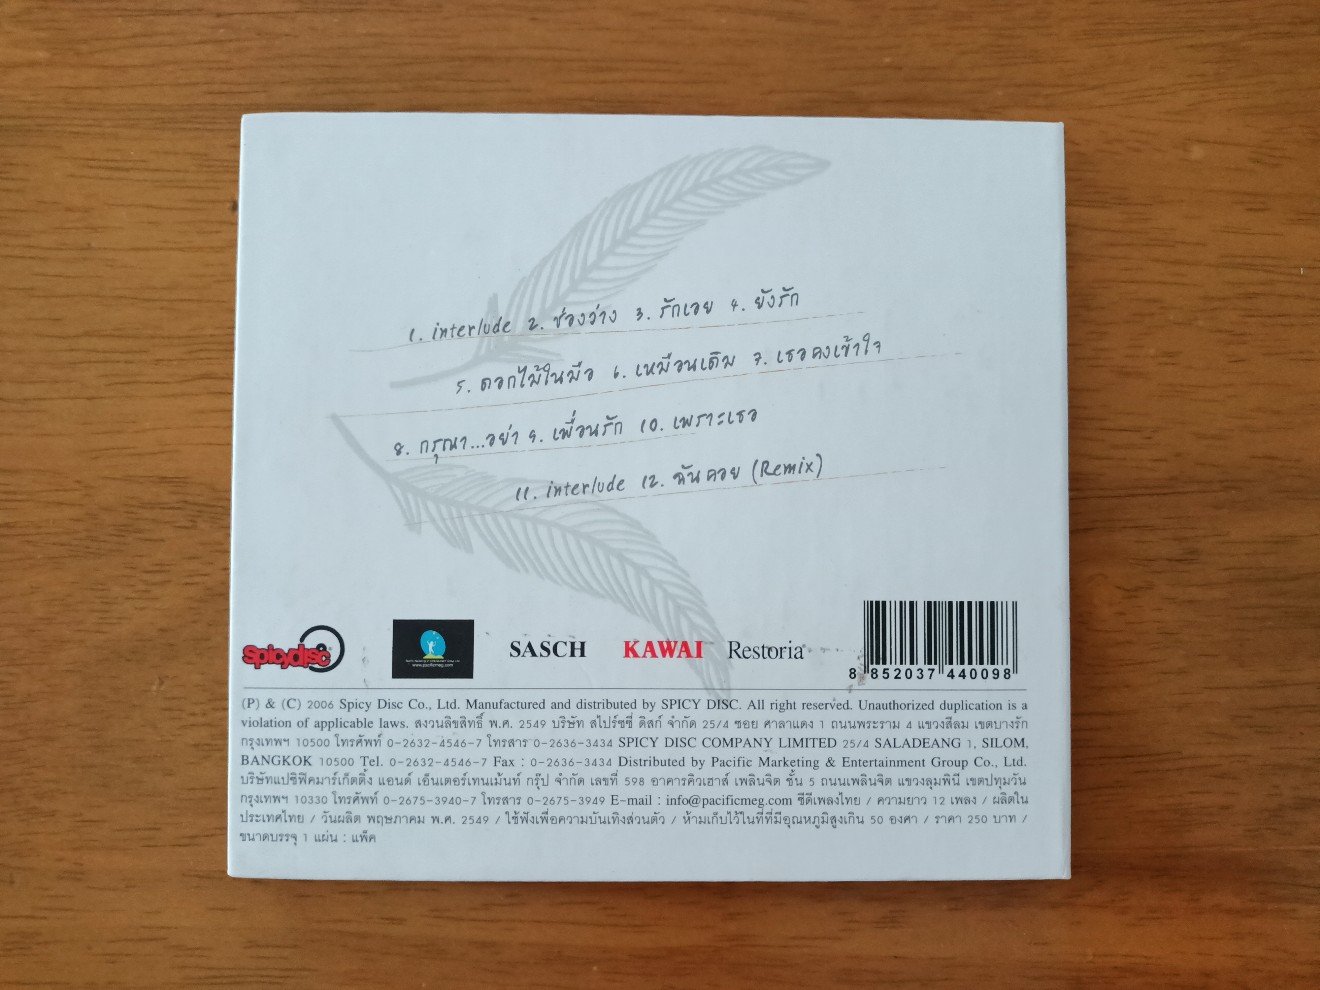 1. interlude 2. ช่องว่าง 3. รักเอย 4. ยังรัก
5. ดอกไม้ในมือ 6. เหมือนเดิม 7. เธอคงเข้าใจ
8. กรุณา...อย่า 9. เพื่อนรัก 10. เพราะเธอ
11. interlude 12. ฉันคอย (Remix)
Spicydisc
www.pacificmeg.com
SASCH KAWAI Restoria
8 852037 440098
(P) & (C) 2006 Spicy Disc Co., Ltd. Manufactured and distributed by SPICY DISC. All right reserved. Unauthorized duplication is a
violation of applicable laws. สงวนลิขสิทธิ์ พ.ศ. 2549 บริษัท สไปร์ซซี่ ดิสก์ จำกัด 25/4 ซอย ศาลาแดง 1 ถนนพระราม 4 แขวงสีลม เขตบางรัก
กรุงเทพฯ 10500 โทรศัพท์ 0-2632-4546-7 โทรสาร 0-2636-3434 SPICY DISC COMPANY LIMITED 25/4 SALADEANG 1, SILOM,
BANGKOK 10500 Tel. 0-2632-4546-7 Fax : 0-2636-3434 Distributed by Pacific Marketing & Entertainment Group Co., Ltd.
บริษัทแปซิฟิคมาร์เก็ตติ้ง แอนด์ เอ็นเตอร์เทนเม้นท์ กรุ๊ป จำกัด เลขที่ 598 อาคารคิวเฮาส์ เพลินจิต ชั้น 5 ถนนเพลินจิต แขวงลุมพินี เขตปทุมวัน
กรุงเทพฯ 10330 โทรศัพท์ 0-2675-3940-7 โทรสาร 0-2675-3949 E-mail : info@pacificmeg.com ซีดีเพลงไทย / ความยาว 12 เพลง / ผลิตใน
ประเทศไทย / วันผลิต พฤษภาคม พ.ศ. 2549 / ใช้ฟังเพื่อความบันเทิงส่วนตัว / ห้ามเก็บไว้ในที่ที่มีอุณหภูมิสูงเกิน 50 องศา / ราคา 250 บาท /
ขนาดบรรจุ 1 แผ่น : แพ็ค